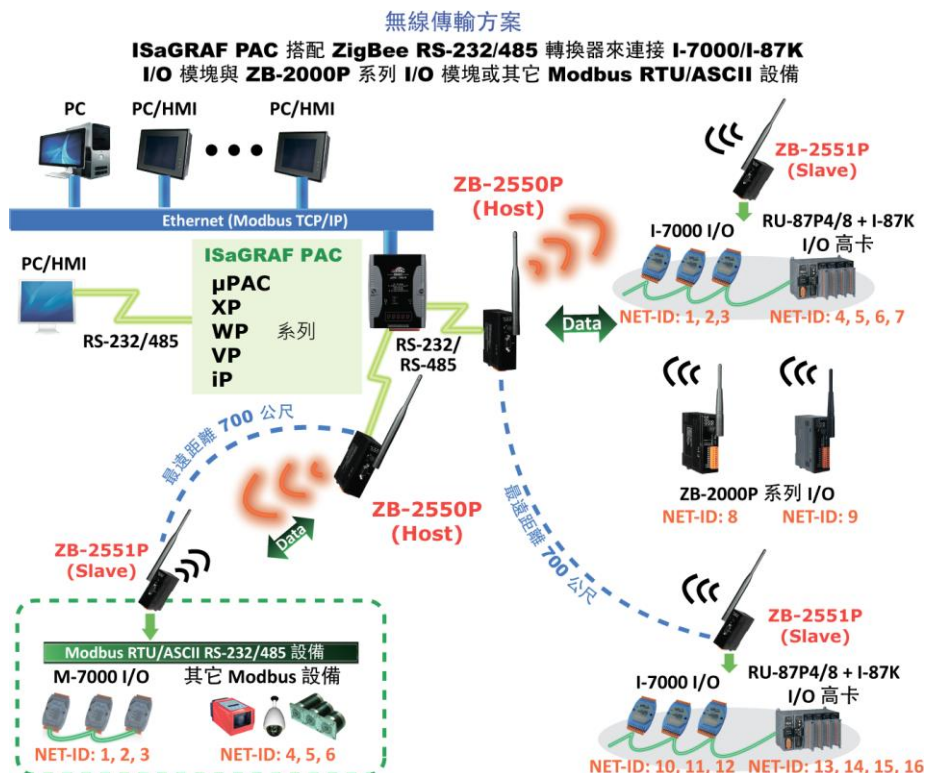 無線傳輸方案
ISaGRAF PAC 搭配 ZigBee RS-232/485 轉換器來連接 I-7000/I-87K
I/O 模塊與 ZB-2000P 系列 I/O 模塊或其它 Modbus RTU/ASCII 設備
PC
PC/HMI
PC/HMI
Ethernet (Modbus TCP/IP)
PC/HMI
RS-232/485
ISaGRAF PAC
μPAC
XP
WP 系列
VP
iP
RS-232/
RS-485
ZB-2550P
(Host)
Data
ZB-2551P
(Slave)
I-7000 I/O
RU-87P4/8 + I-87K
I/O 高卡
NET-ID: 1, 2,3
NET-ID: 4, 5, 6, 7
ZB-2000P 系列 I/O
NET-ID: 8
NET-ID: 9
最遠距離 700 公尺
ZB-2550P
(Host)
Data
最遠距離 700 公尺
ZB-2551P
(Slave)
Modbus RTU/ASCII RS-232/485 設備
M-7000 I/O
其它 Modbus 設備
NET-ID: 1, 2, 3
NET-ID: 4, 5, 6
ZB-2551P
(Slave)
I-7000 I/O
RU-87P4/8 + I-87K
I/O 高卡
NET-ID: 10, 11, 12
NET-ID: 13, 14, 15, 16